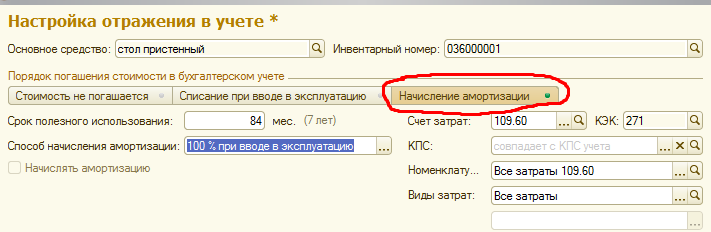 Настройка отражения в учете *
Основное средство: стол пристенный Инвентарный номер: 036000001
Порядок погашения стоимости в бухгалтерском учете
Стоимость не погашается Списание при вводе в эксплуатацию Начисление амортизации
Срок полезного использования: 84 мес. (7 лет) Счет затрат: 109.60 ... КЭК: 271
Способ начисления амортизации: 100 % при вводе в эксплуатацию ... КПС: совпадает с КПС учета ... ×
Начислять амортизацию Номенклату... Все затраты 109.60
Виды затрат: Все затраты
...